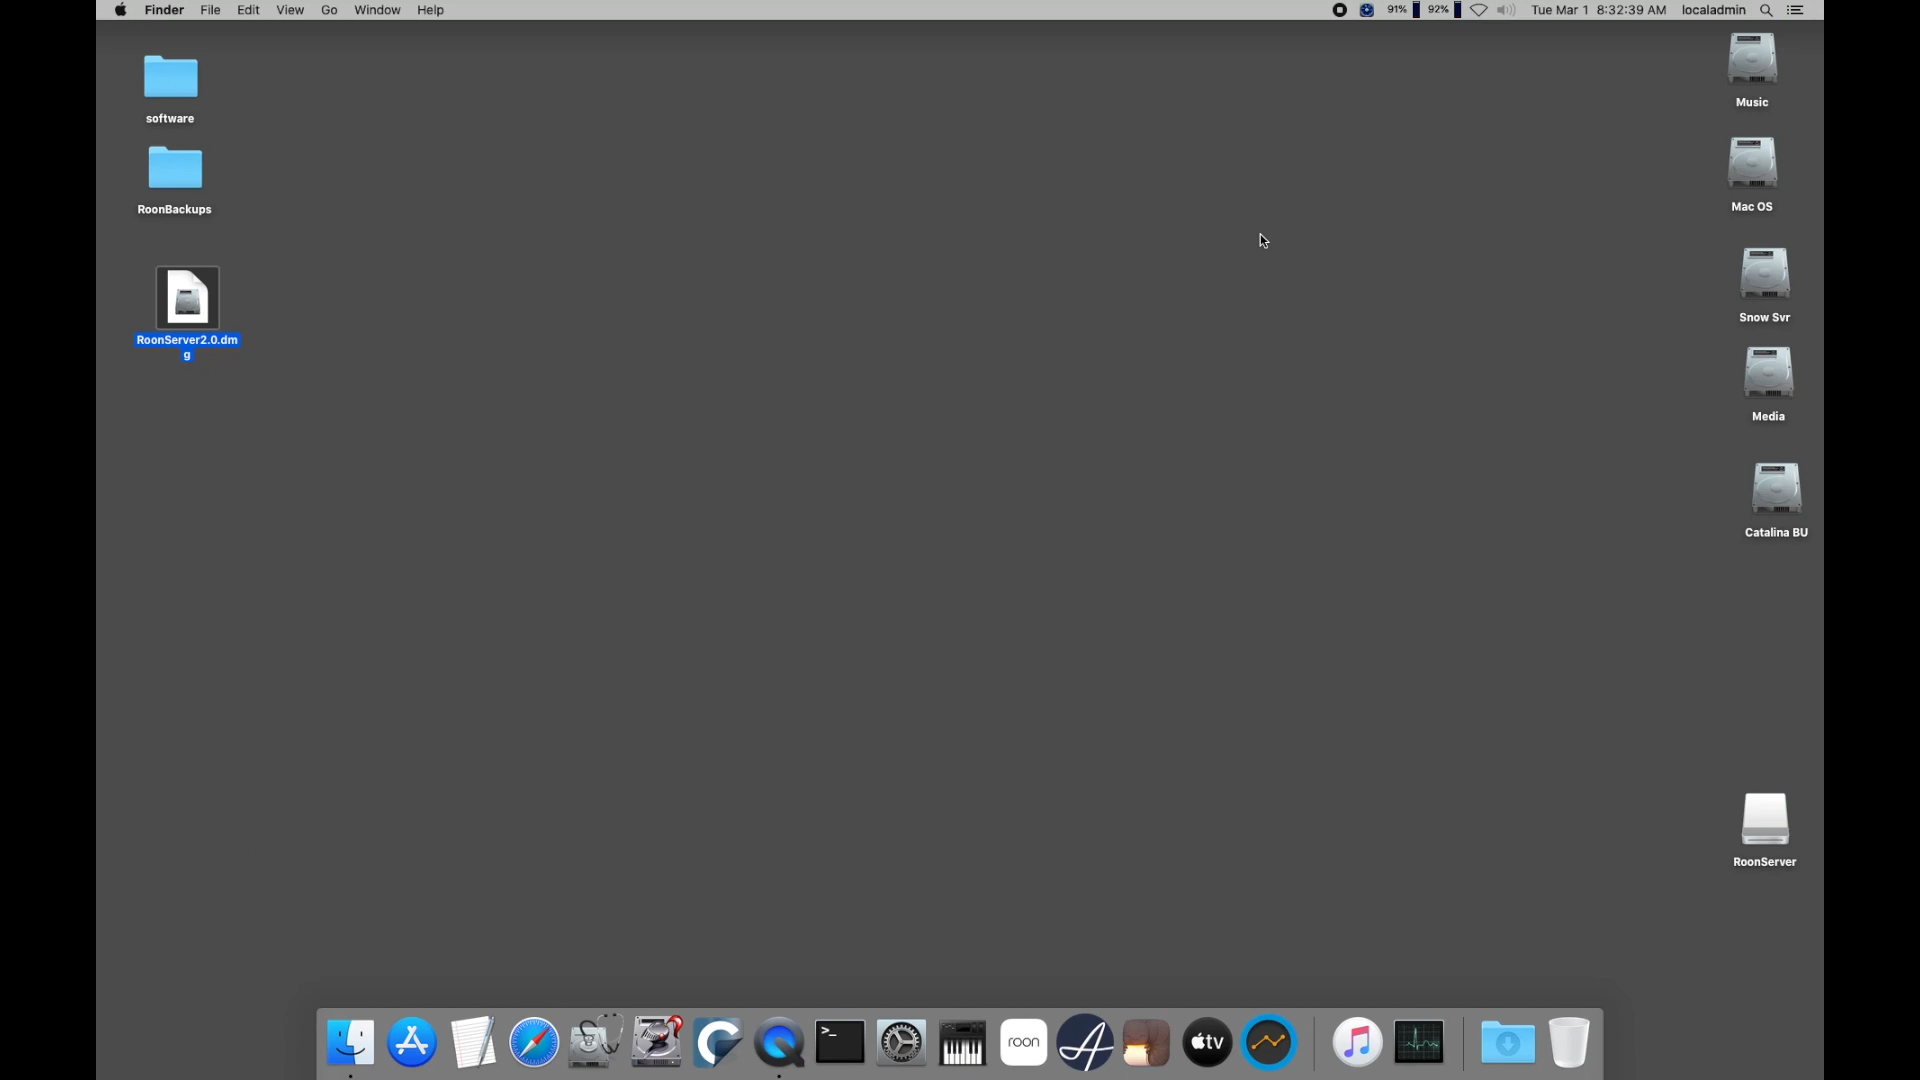 Finder File Edit View Go Window Help 91% 92% Tue Mar 1 8:32:39 AM localadmin
software
RoonBackups
RoonServer2.0.dm
g
Music
Mac OS
Snow Svr
Media
Catalina BU
RoonServer
>_
roon
tv